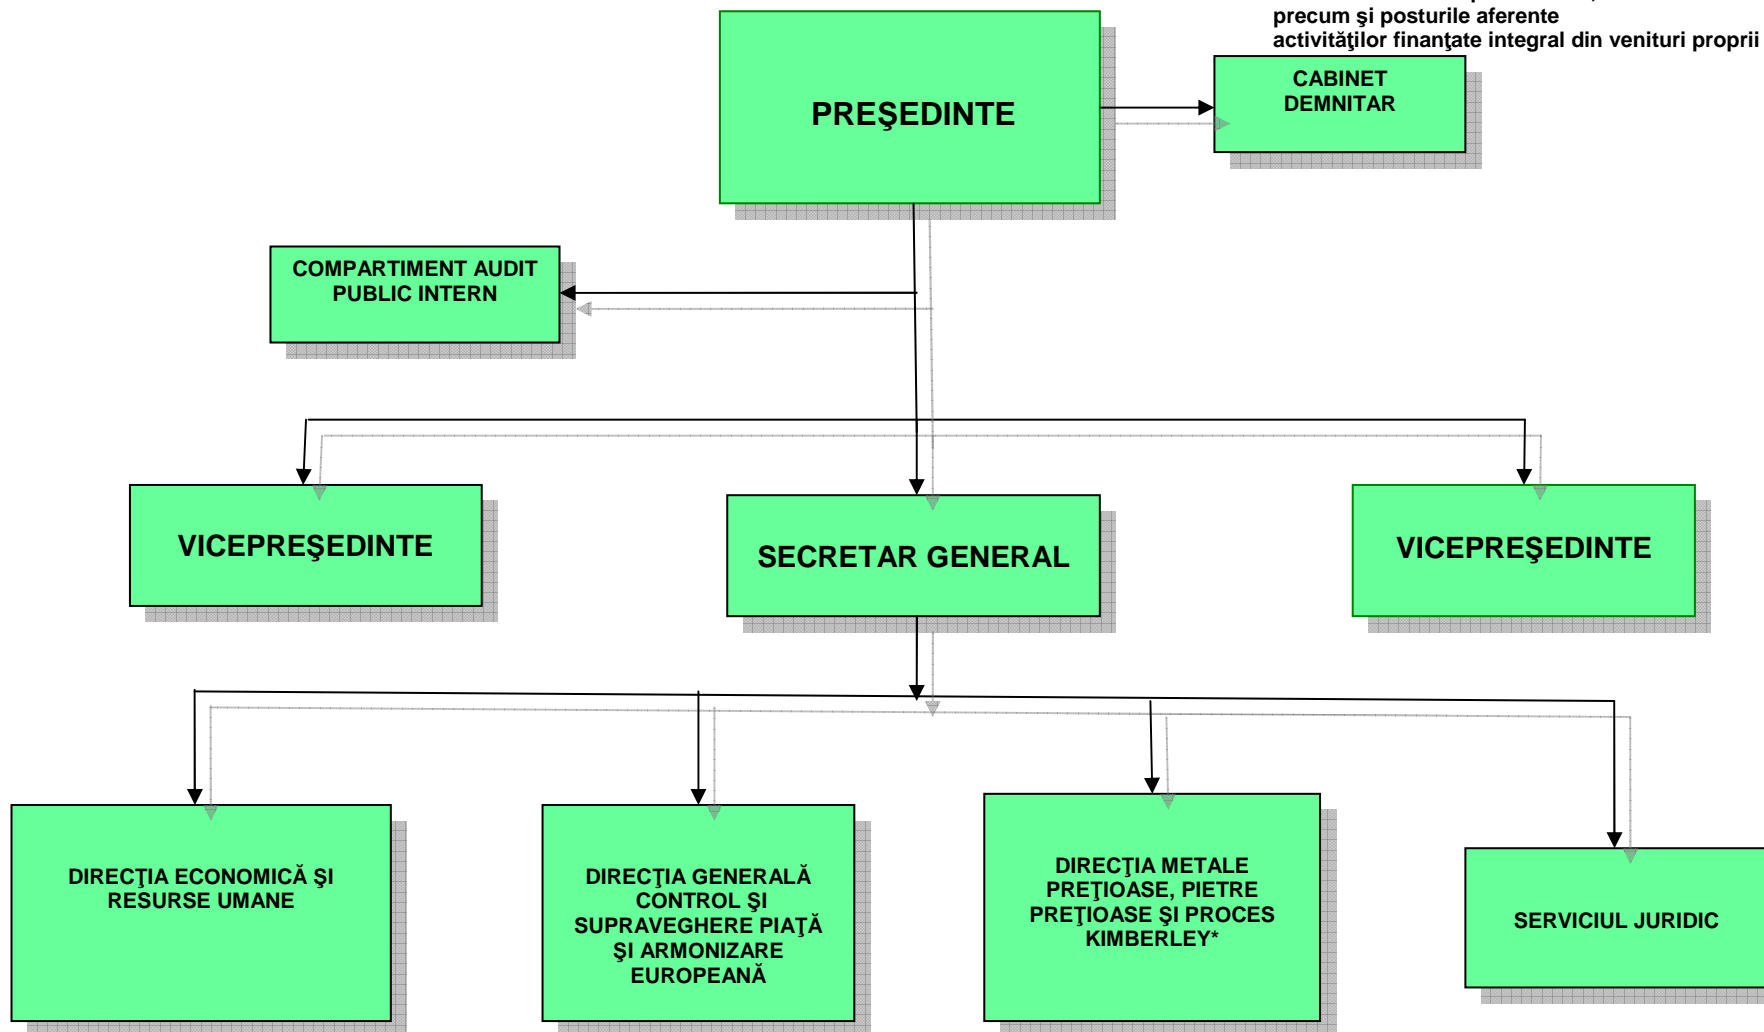 precum şi posturile aferente
activităţilor finanţate integral din venituri proprii
CABINET
DEMNITAR
PREŞEDINTE
COMPARTIMENT AUDIT
PUBLIC INTERN
VICEPREŞEDINTE
SECRETAR GENERAL
VICEPREŞEDINTE
DIRECŢIA ECONOMICĂ ŞI
RESURSE UMANE
DIRECŢIA GENERALĂ
CONTROL ŞI
SUPRAVEGHERE PIAŢĂ
ŞI ARMONIZARE
EUROPEANĂ
DIRECŢIA METALE
PREŢIOASE, PIETRE
PREŢIOASE ŞI PROCES
KIMBERLEY*
SERVICIUL JURIDIC